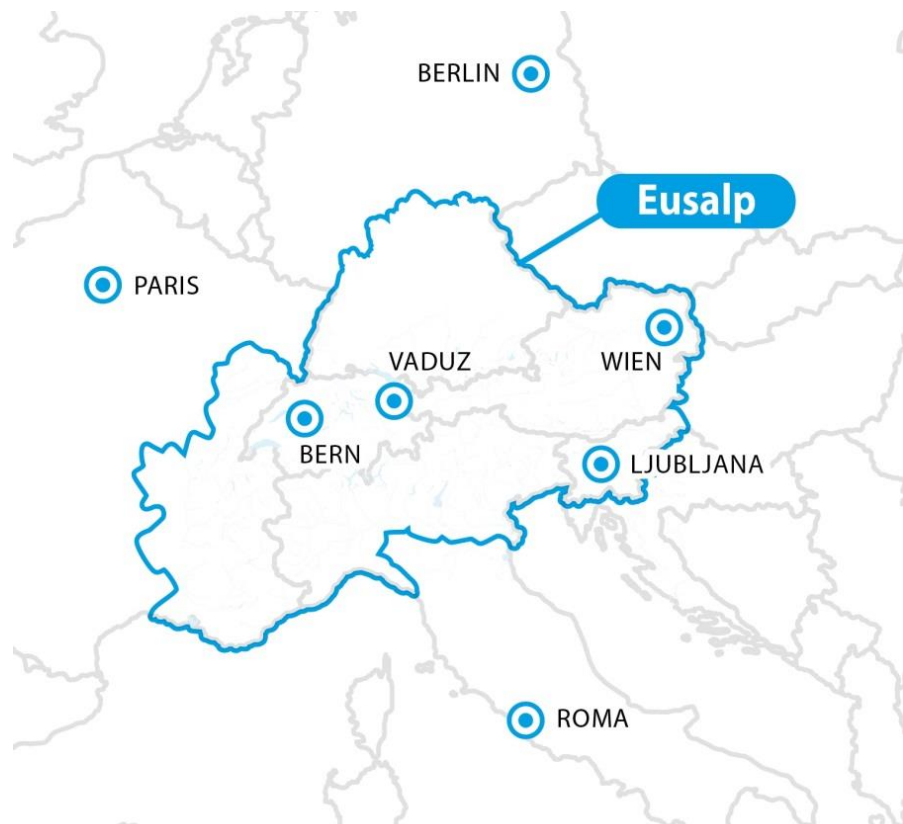 BERLIN
Eusalp
PARIS
VADUZ
WIEN
BERN
LJUBLJANA
ROMA